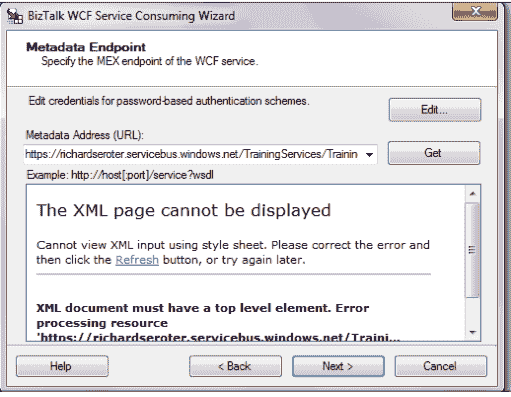 BizTalk WCF Service Consuming Wizard
Metadata Endpoint
Specify the MEX endpoint of the WCF service.
Edit credentials for password-based authentication schemes.
Edit...
Metadata Address (URL):
https://richardseroter.servicebus.windows.net/TrainingServices/Trainin
Get
Example: http://host[:port]/service?wsdl
The XML page cannot be displayed
Cannot view XML input using style sheet. Please correct the error and
then click the Refresh button, or try again later.
XML document must have a top level element. Error
processing resource
'https://richardseroter.servicebus.windows.net/Traini...
Help
< Back
Next >
Cancel